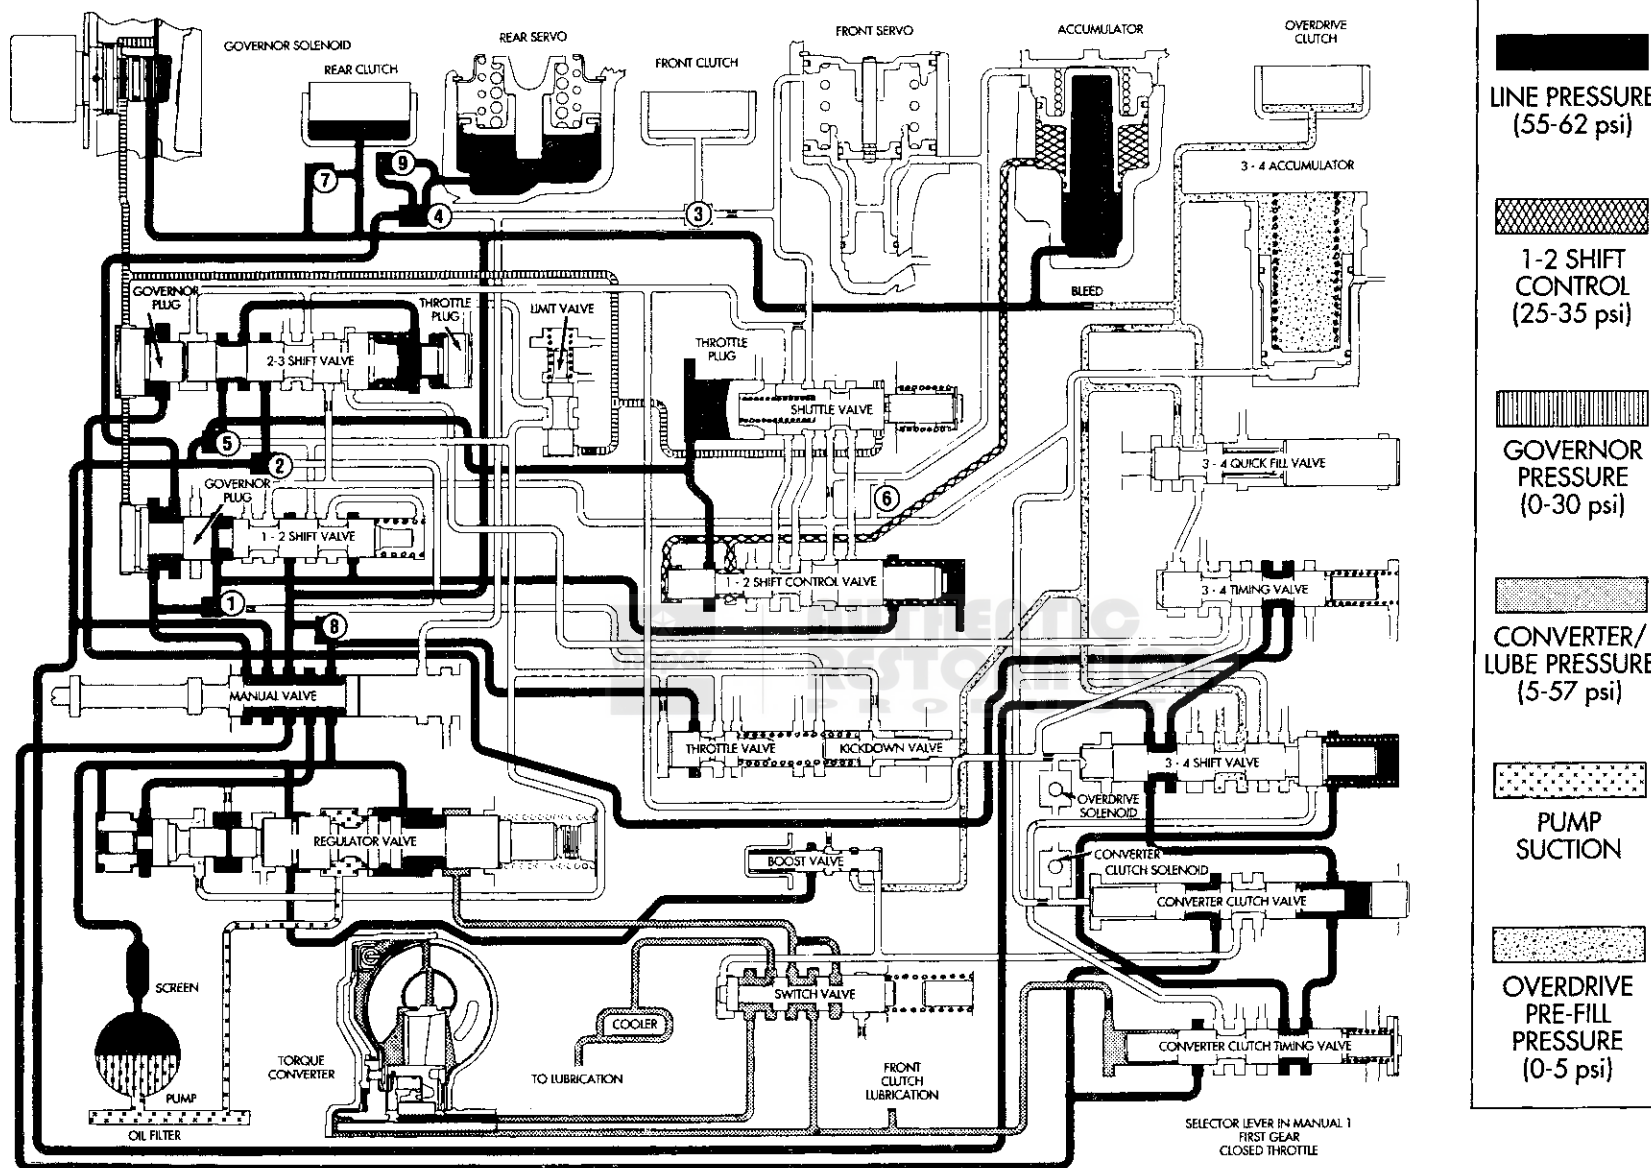 GOVERNOR SOLENOID
REAR CLUTCH
REAR SERVO
FRONT CLUTCH
FRONT SERVO
ACCUMULATOR
OVERDRIVE
CLUTCH
3 - 4 ACCUMULATOR
7
9
4
3
BLEED
GOVERNOR
PLUG
THROTTLE
PLUG
LIMIT VALVE
THROTTLE
PLUG
2-3 SHIFT VALVE
SHUTTLE VALVE
5
2
3 - 4 QUICK FILL VALVE
GOVERNOR
PLUG
6
1 - 2 SHIFT VALVE
1 - 2 SHIFT CONTROL VALVE
3 - 4 TIMING VALVE
1
8
AUTHENTIC
RESTORATION
PRODUCT
MANUAL VALVE
THROTTLE VALVE
KICKDOWN VALVE
3 - 4 SHIFT VALVE
OVERDRIVE
SOLENOID
REGULATOR VALVE
BOOST VALVE
CONVERTER
CLUTCH SOLENOID
CONVERTER CLUTCH VALVE
SCREEN
SWITCH VALVE
COOLER
CONVERTER CLUTCH TIMING VALVE
TORQUE
CONVERTER
TO LUBRICATION
FRONT
CLUTCH
LUBRICATION
PUMP
OIL FILTER
SELECTOR LEVER IN MANUAL 1
FIRST GEAR
CLOSED THROTTLE
LINE PRESSURE
(55-62 psi)
1-2 SHIFT
CONTROL
(25-35 psi)
GOVERNOR
PRESSURE
(0-30 psi)
CONVERTER/
LUBE PRESSURE
(5-57 psi)
PUMP
SUCTION
OVERDRIVE
PRE-FILL
PRESSURE
(0-5 psi)